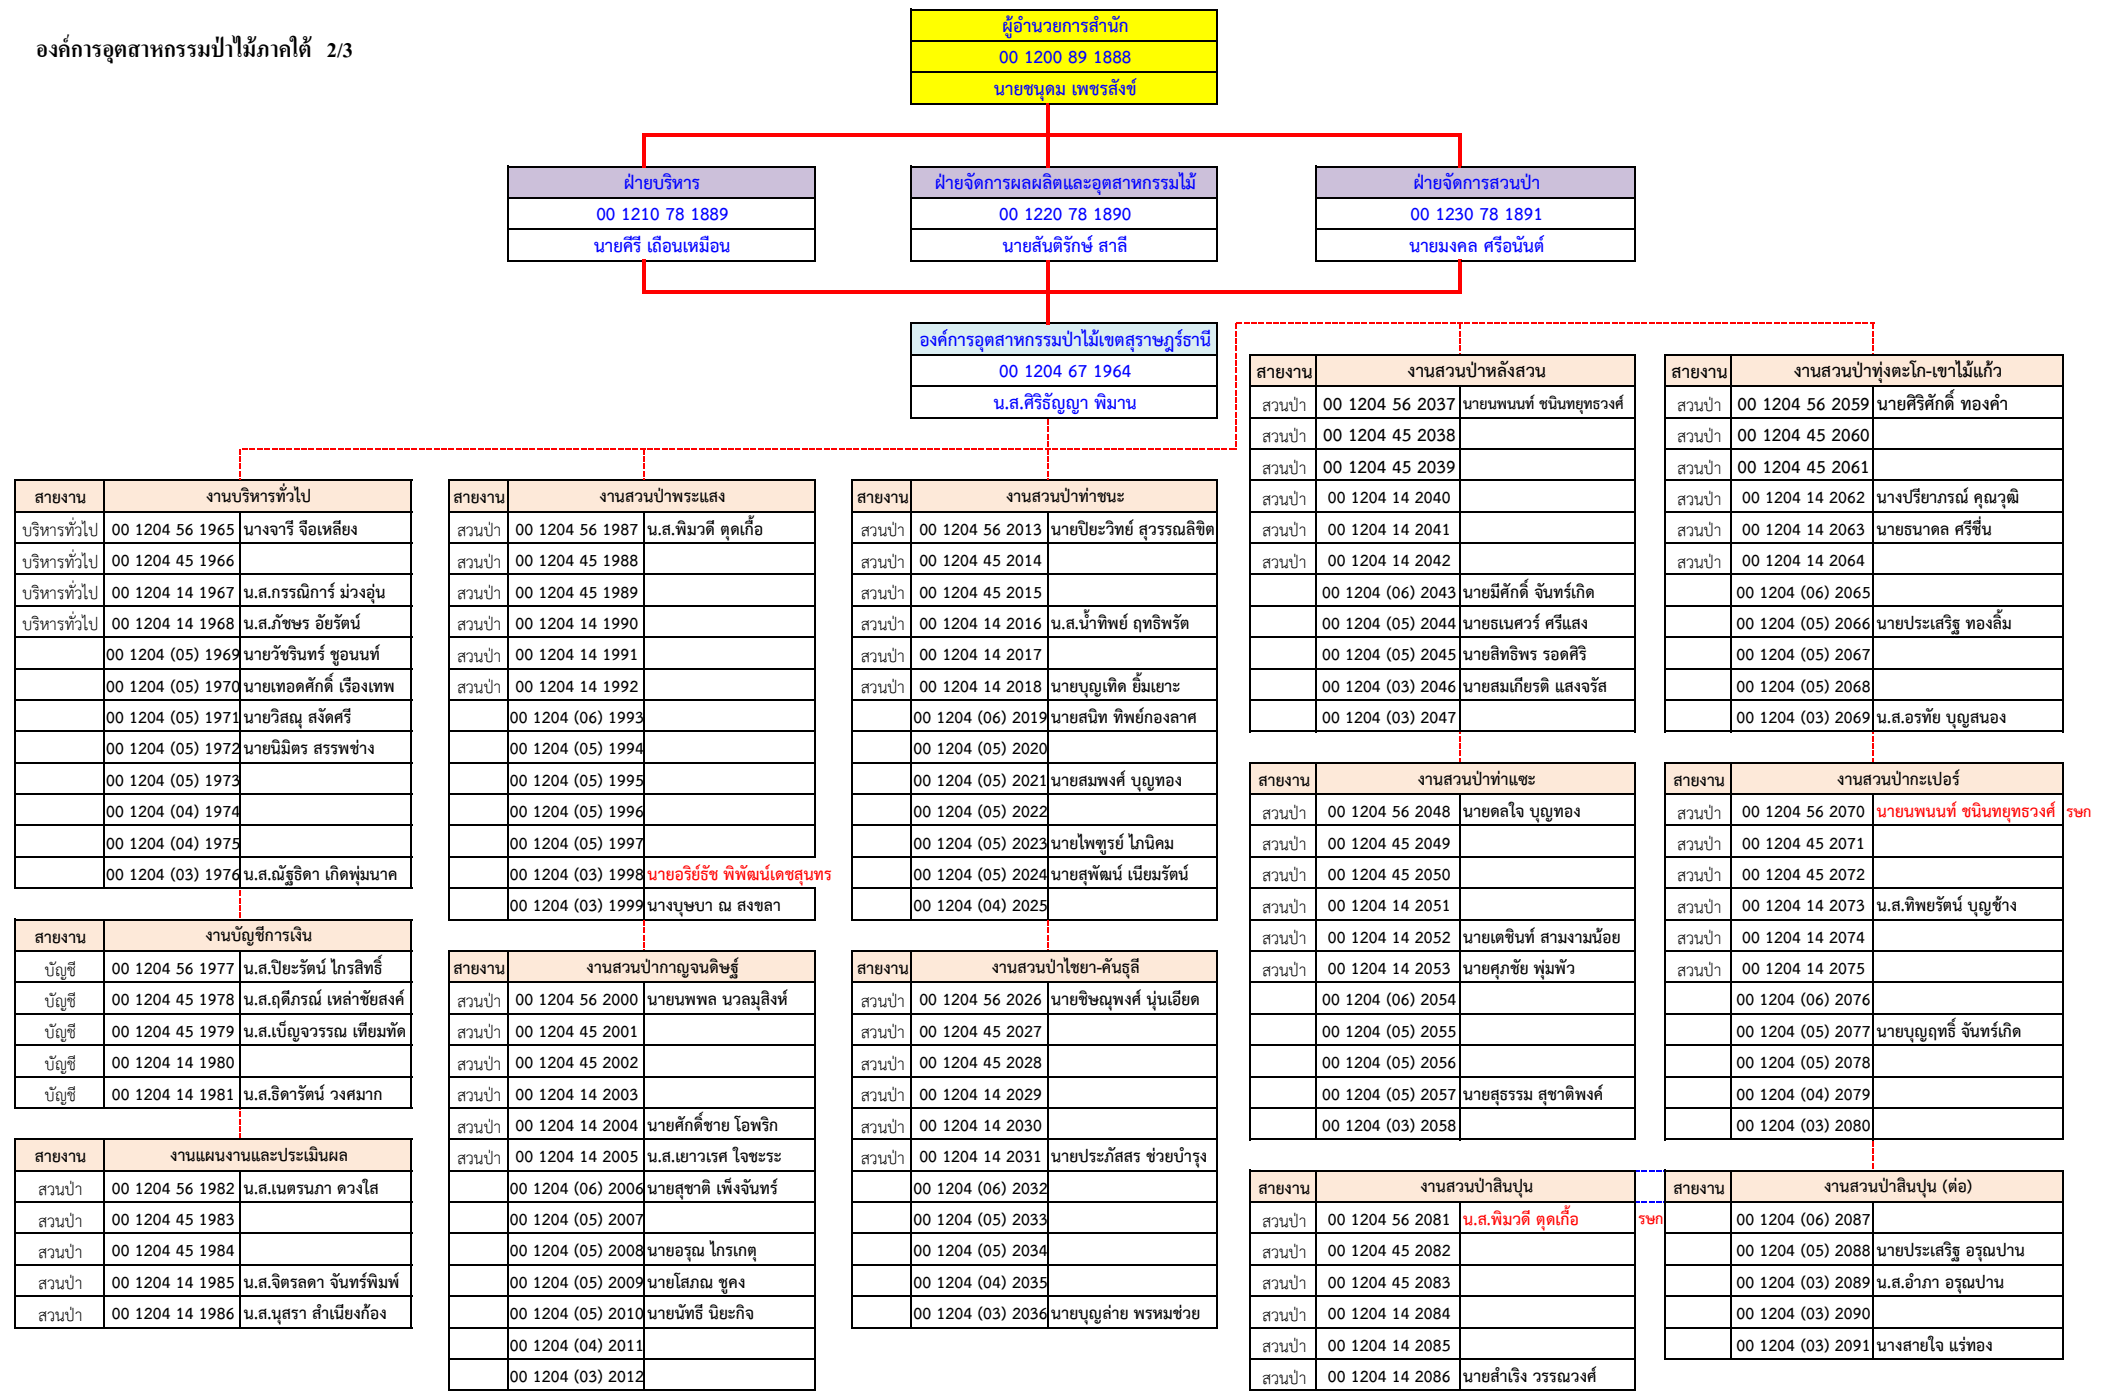 องค์การอุตสาหกรรมป่าไม้ภาคใต้ 2/3
ผู้อำนวยการสำนัก
00 1200 89 1888
นายชนุดม เพชรสังข์
ฝ่ายบริหาร
00 1210 78 1889
นายคีรี เถือนเหมือน
ฝ่ายจัดการผลผลิตและอุตสาหกรรมไม้
00 1220 78 1890
นายสันติรักษ์ สาลี
ฝ่ายจัดการสวนป่า
00 1230 78 1891
นายมงคล ศรีอนันต์
องค์การอุตสาหกรรมป่าไม้เขตสุราษฎร์ธานี
00 1204 67 1964
น.ส.ศิริธัญญา พิมาน
สายงาน งานบริหารทั่วไป
บริหารทั่วไป 00 1204 56 1965 นางจารี จือเหลียง
บริหารทั่วไป 00 1204 45 1966
บริหารทั่วไป 00 1204 14 1967 น.ส.กรรณิการ์ ม่วงอุ่น
บริหารทั่วไป 00 1204 14 1968 น.ส.ภัชษร อัยรัตน์
00 1204 (05) 1969 นายวัชรินทร์ ชูอนนท์
00 1204 (05) 1970 นายเทอดศักดิ์ เรืองเทพ
00 1204 (05) 1971 นายวิสณุ สงัดศรี
00 1204 (05) 1972 นายนิมิตร สรรพช่าง
00 1204 (05) 1973
00 1204 (04) 1974
00 1204 (04) 1975
00 1204 (03) 1976 น.ส.ณัฐธิดา เกิดพุ่มนาค
สายงาน งานบัญชีการเงิน
บัญชี 00 1204 56 1977 น.ส.ปิยะรัตน์ ไกรสิทธิ์
บัญชี 00 1204 45 1978 น.ส.ฤดีภรณ์ เหล่าชัยสงค์
บัญชี 00 1204 45 1979 น.ส.เบ็ญจวรรณ เทียมทัด
บัญชี 00 1204 14 1980
บัญชี 00 1204 14 1981 น.ส.ธิดารัตน์ วงศมาก
สายงาน งานแผนงานและประเมินผล
สวนป่า 00 1204 56 1982 น.ส.เนตรนภา ดวงใส
สวนป่า 00 1204 45 1983
สวนป่า 00 1204 45 1984
สวนป่า 00 1204 14 1985 น.ส.จิตรลดา จันทร์พิมพ์
สวนป่า 00 1204 14 1986 น.ส.นุสรา สำเนียงก้อง
สายงาน งานสวนป่าพระแสง
สวนป่า 00 1204 56 1987 น.ส.พิมวดี ตุดเกื้อ
สวนป่า 00 1204 45 1988
สวนป่า 00 1204 45 1989
สวนป่า 00 1204 14 1990
สวนป่า 00 1204 14 1991
สวนป่า 00 1204 14 1992
00 1204 (06) 1993
00 1204 (05) 1994
00 1204 (05) 1995
00 1204 (05) 1996
00 1204 (05) 1997
00 1204 (03) 1998 นายอริย์ธัช พิพัฒน์เดชสุนทร
00 1204 (03) 1999 นางบุษบา ณ สงขลา
สายงาน งานสวนป่ากาญจนดิษฐ์
สวนป่า 00 1204 56 2000 นายนพพล นวลมุสิงห์
สวนป่า 00 1204 45 2001
สวนป่า 00 1204 45 2002
สวนป่า 00 1204 14 2003
สวนป่า 00 1204 14 2004 นายศักดิ์ชาย โอพริก
สวนป่า 00 1204 14 2005 น.ส.เยาวเรศ ใจชะระ
00 1204 (06) 2006 นายสุชาติ เพ็งจันทร์
00 1204 (05) 2007
00 1204 (05) 2008 นายอรุณ ไกรเกตุ
00 1204 (05) 2009 นายโสภณ ชูคง
00 1204 (05) 2010 นายนัทธี นิยะกิจ
00 1204 (04) 2011
00 1204 (03) 2012
สายงาน งานสวนป่าท่าชนะ
สวนป่า 00 1204 56 2013 นายปิยะวิทย์ สุวรรณลิขิต
สวนป่า 00 1204 45 2014
สวนป่า 00 1204 45 2015
สวนป่า 00 1204 14 2016 น.ส.น้ำทิพย์ ฤทธิพรัต
สวนป่า 00 1204 14 2017
สวนป่า 00 1204 14 2018 นายบุญเทิด ยิ้มเยาะ
00 1204 (06) 2019 นายสนิท ทิพย์กองลาศ
00 1204 (05) 2020
00 1204 (05) 2021 นายสมพงศ์ บุญทอง
00 1204 (05) 2022
00 1204 (05) 2023 นายไพฑูรย์ ไภนิคม
00 1204 (05) 2024 นายสุพัฒน์ เนียมรัตน์
00 1204 (04) 2025
สายงาน งานสวนป่าไชยา-คันธุลี
สวนป่า 00 1204 56 2026 นายชิษณุพงศ์ นุ่นเอียด
สวนป่า 00 1204 45 2027
สวนป่า 00 1204 45 2028
สวนป่า 00 1204 14 2029
สวนป่า 00 1204 14 2030
สวนป่า 00 1204 14 2031 นายประภัสสร ช่วยบำรุง
00 1204 (06) 2032
00 1204 (05) 2033
00 1204 (05) 2034
00 1204 (04) 2035
00 1204 (03) 2036 นายบุญล่าย พรหมช่วย
สายงาน งานสวนป่าหลังสวน
สวนป่า 00 1204 56 2037 นายนพนนท์ ชนินทยุทธวงศ์
สวนป่า 00 1204 45 2038
สวนป่า 00 1204 45 2039
สวนป่า 00 1204 14 2040
สวนป่า 00 1204 14 2041
สวนป่า 00 1204 14 2042
00 1204 (06) 2043 นายมีศักดิ์ จันทร์เกิด
00 1204 (05) 2044 นายธเนศวร์ ศรีแสง
00 1204 (05) 2045 นายสิทธิพร รอดศิริ
00 1204 (03) 2046 นายสมเกียรติ แสงจรัส
00 1204 (03) 2047
สายงาน งานสวนป่าท่าแซะ
สวนป่า 00 1204 56 2048 นายดลใจ บุญทอง
สวนป่า 00 1204 45 2049
สวนป่า 00 1204 45 2050
สวนป่า 00 1204 14 2051
สวนป่า 00 1204 14 2052 นายเตชินท์ สามงามน้อย
สวนป่า 00 1204 14 2053 นายศุภชัย พุ่มพัว
00 1204 (06) 2054
00 1204 (05) 2055
00 1204 (05) 2056
00 1204 (05) 2057 นายสุธรรม สุชาติพงค์
00 1204 (03) 2058
สายงาน งานสวนป่าสินปุน
สวนป่า 00 1204 56 2081 น.ส.พิมวดี ตุดเกื้อ รษก
สวนป่า 00 1204 45 2082
สวนป่า 00 1204 45 2083
สวนป่า 00 1204 14 2084
สวนป่า 00 1204 14 2085
สวนป่า 00 1204 14 2086 นายสำเริง วรรณวงศ์
สายงาน งานสวนป่าทุ่งตะโก-เขาไม้แก้ว
สวนป่า 00 1204 56 2059 นายศิริศักดิ์ ทองคำ
สวนป่า 00 1204 45 2060
สวนป่า 00 1204 45 2061
สวนป่า 00 1204 14 2062 นางปรียาภรณ์ คุณวุฒิ
สวนป่า 00 1204 14 2063 นายธนาดล ศรีชื่น
สวนป่า 00 1204 14 2064
00 1204 (06) 2065
00 1204 (05) 2066 นายประเสริฐ ทองลิ้ม
00 1204 (05) 2067
00 1204 (05) 2068
00 1204 (03) 2069 น.ส.อรทัย บุญสนอง
สายงาน งานสวนป่ากะเปอร์
สวนป่า 00 1204 56 2070 นายนพนนท์ ชนินทยุทธวงศ์ รษก
สวนป่า 00 1204 45 2071
สวนป่า 00 1204 45 2072
สวนป่า 00 1204 14 2073 น.ส.ทิพยรัตน์ บุญช้าง
สวนป่า 00 1204 14 2074
สวนป่า 00 1204 14 2075
00 1204 (06) 2076
00 1204 (05) 2077 นายบุญฤทธิ์ จันทร์เกิด
00 1204 (05) 2078
00 1204 (04) 2079
00 1204 (03) 2080
สายงาน งานสวนป่าสินปุน (ต่อ)
00 1204 (06) 2087
00 1204 (05) 2088 นายประเสริฐ อรุณปาน
00 1204 (03) 2089 น.ส.อำภา อรุณปาน
00 1204 (03) 2090
00 1204 (03) 2091 นางสายใจ แร่ทอง